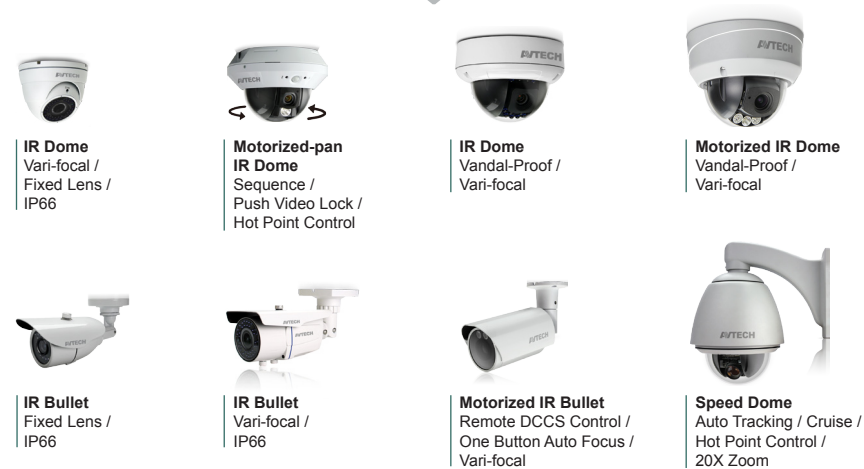 AVTECH
IR Dome
Vari-focal /
Fixed Lens /
IP66
AVTECH
Motorized-pan
IR Dome
Sequence /
Push Video Lock /
Hot Point Control
AVTECH
IR Dome
Vandal-Proof /
Vari-focal
AVTECH
Motorized IR Dome
Vandal-Proof /
Vari-focal
AVTECH
IR Bullet
Fixed Lens /
IP66
AVTECH
AVTECH
IR Bullet
Vari-focal /
IP66
AVTECH
Motorized IR Bullet
Remote DCCS Control /
One Button Auto Focus /
Vari-focal
AVTECH
Speed Dome
Auto Tracking / Cruise /
Hot Point Control /
20X Zoom